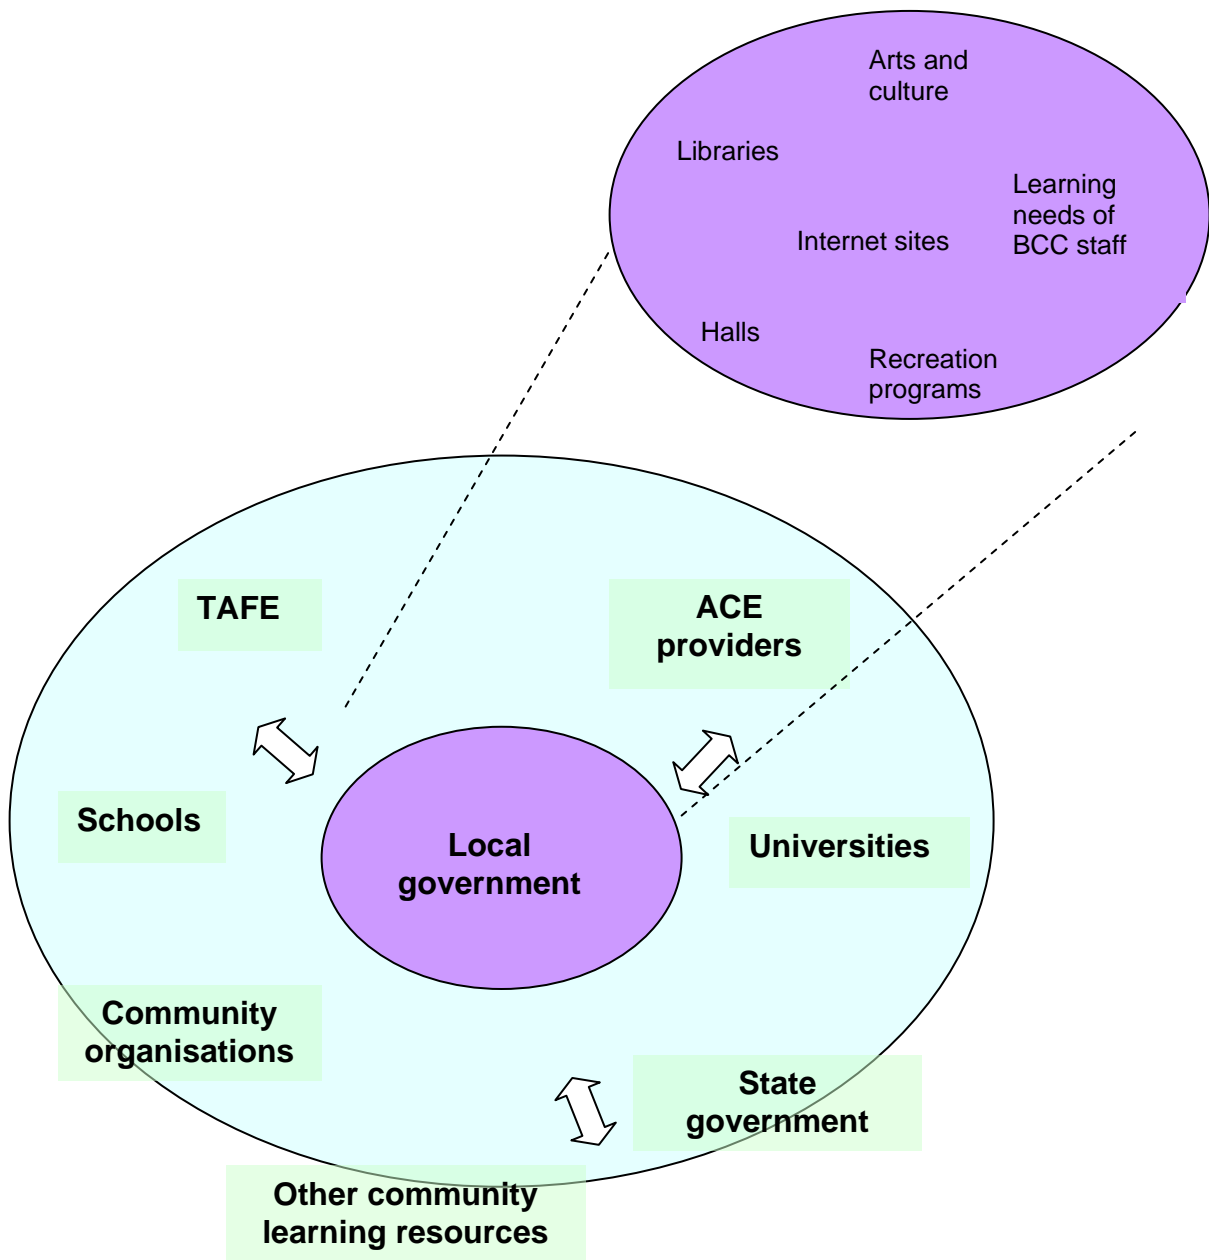 Arts and
culture
Libraries
Learning
needs of
BCC staff
Internet sites
Halls
Recreation
programs
TAFE
ACE
providers
Schools
Local
government
Universities
Community
organisations
State
government
Other community
learning resources